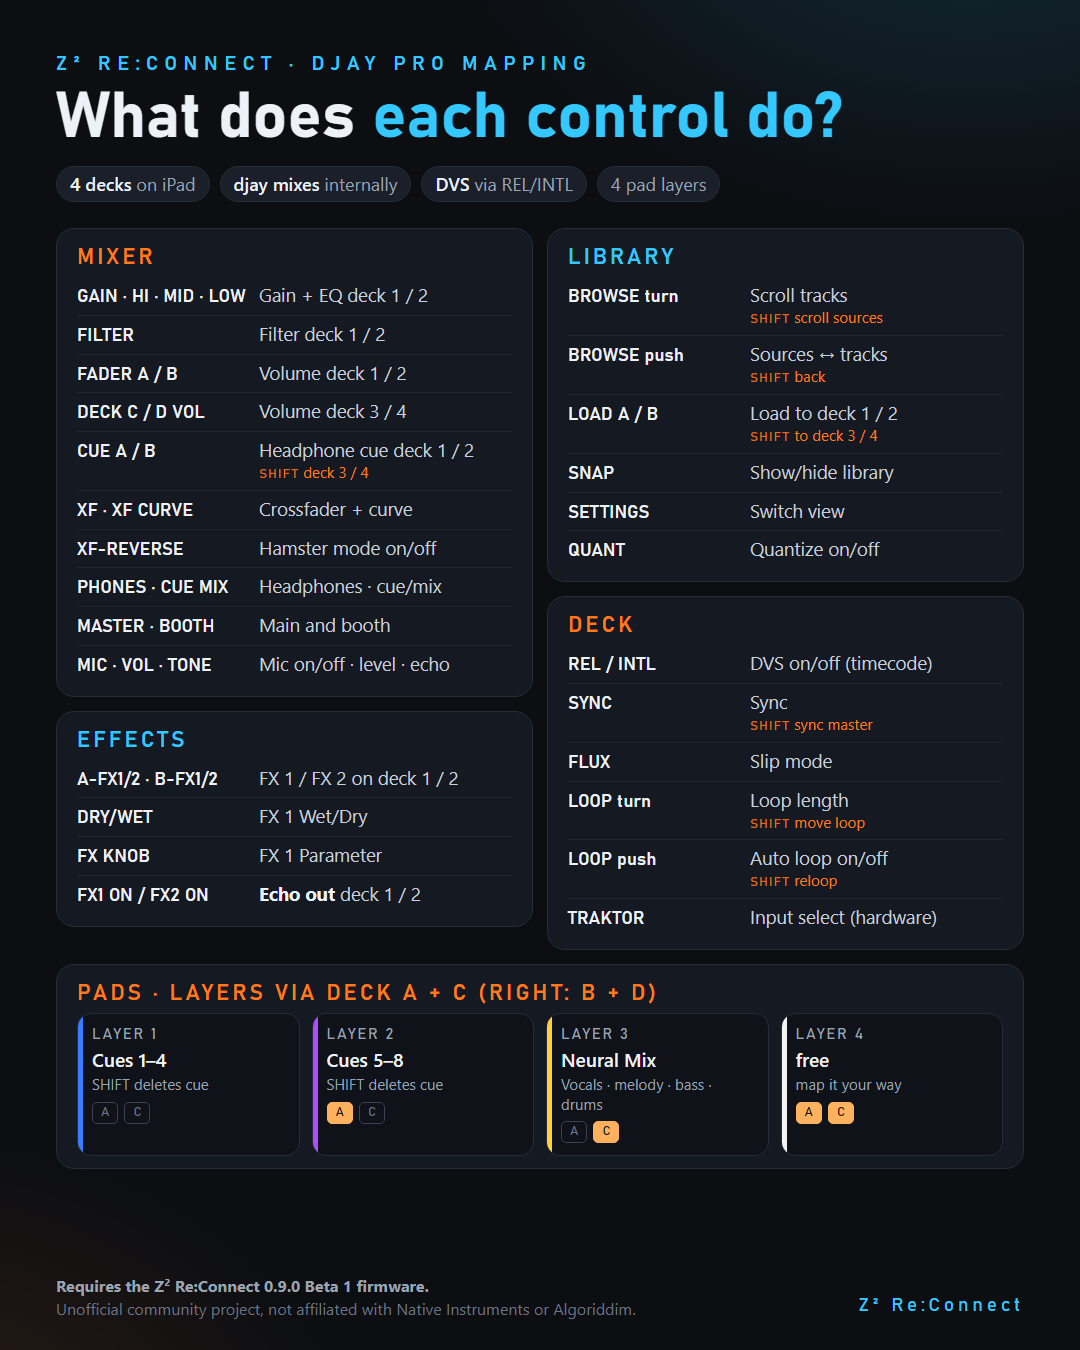 Z² RE:CONNECT · DJAY PRO MAPPING
What does each control do?
4 decks on iPad
djay mixes internally
DVS via REL/INTL
4 pad layers
MIXER
GAIN · HI · MID · LOW Gain + EQ deck 1 / 2
FILTER Filter deck 1 / 2
FADER A / B Volume deck 1 / 2
DECK C / D VOL Volume deck 3 / 4
CUE A / B Headphone cue deck 1 / 2
SHIFT deck 3 / 4
XF · XF CURVE Crossfader + curve
XF-REVERSE Hamster mode on/off
PHONES · CUE MIX Headphones · cue/mix
MASTER · BOOTH Main and booth
MIC · VOL · TONE Mic on/off · level · echo
EFFECTS
A-FX1/2 · B-FX1/2 FX 1 / FX 2 on deck 1 / 2
DRY/WET FX 1 Wet/Dry
FX KNOB FX 1 Parameter
FX1 ON / FX2 ON Echo out deck 1 / 2
LIBRARY
BROWSE turn Scroll tracks
SHIFT scroll sources
BROWSE push Sources ↔ tracks
SHIFT back
LOAD A / B Load to deck 1 / 2
SHIFT to deck 3 / 4
SNAP Show/hide library
SETTINGS Switch view
QUANT Quantize on/off
DECK
REL / INTL DVS on/off (timecode)
SYNC Sync
SHIFT sync master
FLUX Slip mode
LOOP turn Loop length
SHIFT move loop
LOOP push Auto loop on/off
SHIFT reloop
TRAKTOR Input select (hardware)
PADS · LAYERS VIA DECK A + C (RIGHT: B + D)
LAYER 1
Cues 1–4
SHIFT deletes cue
A C
LAYER 2
Cues 5–8
SHIFT deletes cue
A C
LAYER 3
Neural Mix
Vocals · melody · bass ·
drums
A C
LAYER 4
free
map it your way
A C
Requires the Z² Re:Connect 0.9.0 Beta 1 firmware.
Unofficial community project, not affiliated with Native Instruments or Algoriddim.
Z² Re:Connect